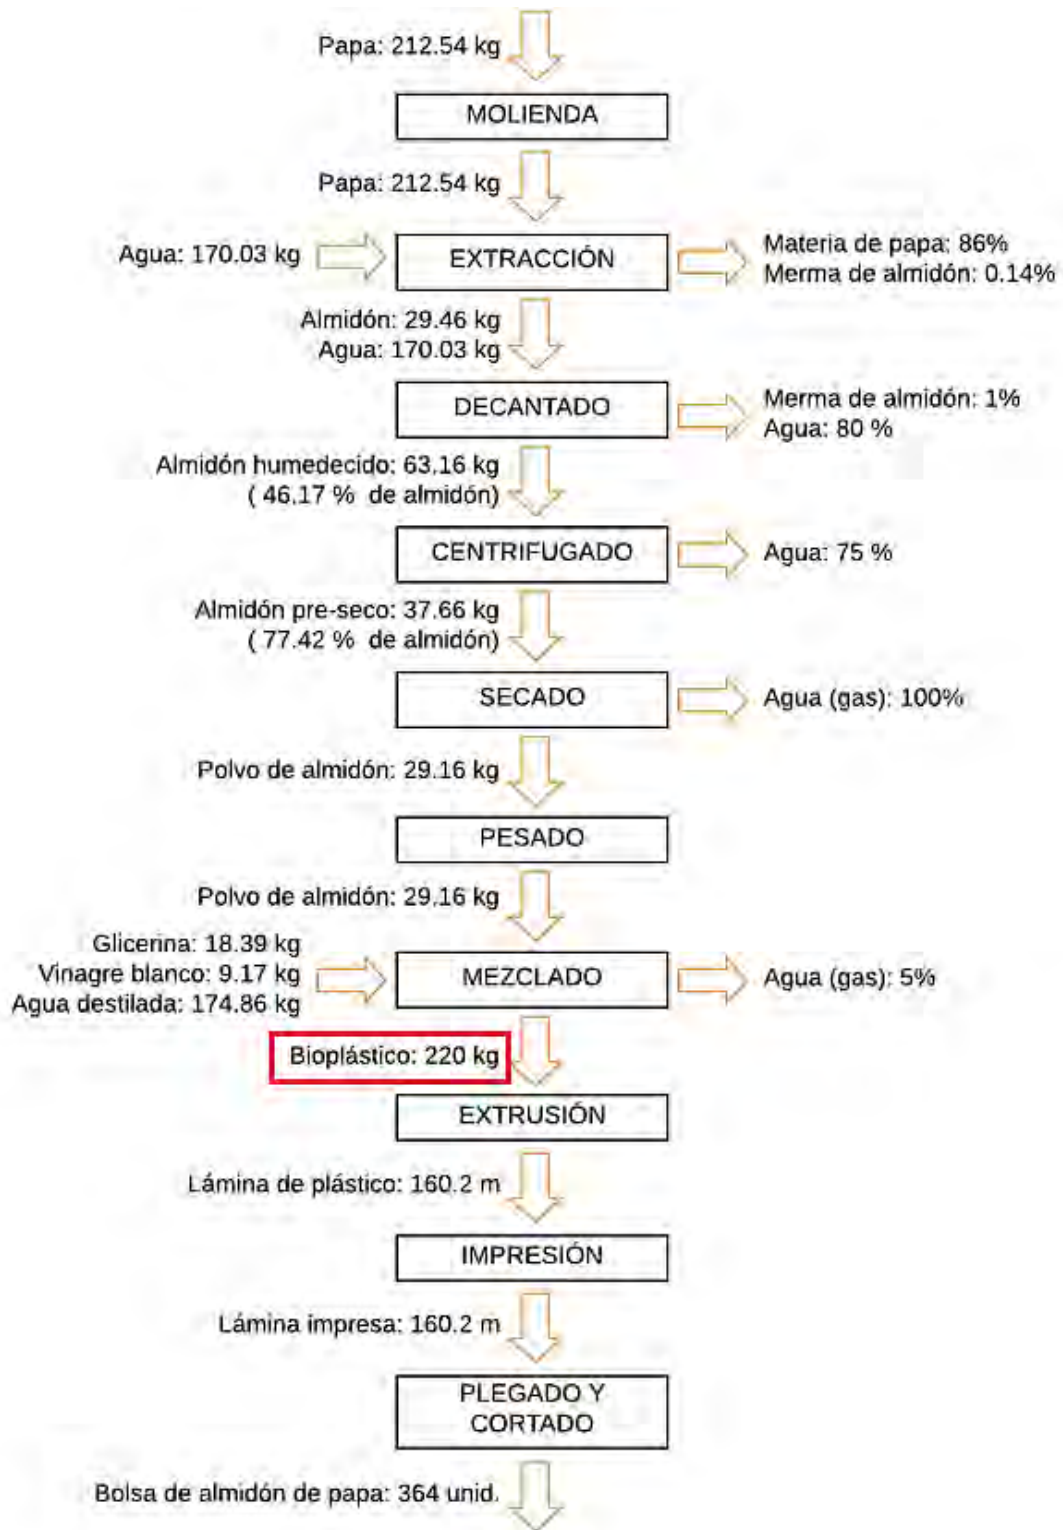 Papa: 212.54 kg
MOLIENDA
Papa: 212.54 kg
Agua: 170.03 kg
EXTRACCIÓN
Materia de papa: 86%
Merma de almidón: 0.14%
Almidón: 29.46 kg
Agua: 170.03 kg
DECANTADO
Merma de almidón: 1%
Agua: 80 %
Almidón humedecido: 63.16 kg
( 46.17 % de almidón)
CENTRIFUGADO
Agua: 75 %
Almidón pre-seco: 37.66 kg
( 77.42 % de almidón)
SECADO
Agua (gas): 100%
Polvo de almidón: 29.16 kg
PESADO
Polvo de almidón: 29.16 kg
Glicerina: 18.39 kg
Vinagre blanco: 9.17 kg
Agua destilada: 174.86 kg
MEZCLADO
Agua (gas): 5%
Bioplástico: 220 kg
EXTRUSIÓN
Lámina de plástico: 160.2 m
IMPRESIÓN
Lámina impresa: 160.2 m
PLEGADO Y
CORTADO
Bolsa de almidón de papa: 364 unid.